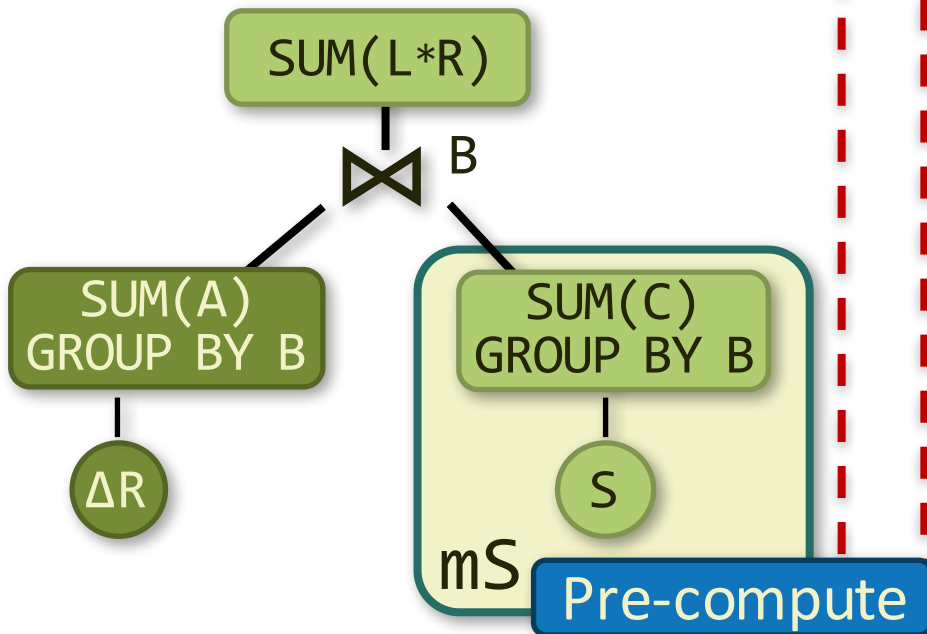 SUM(L*R)
B
SUM(A)
GROUP BY B
SUM(C)
GROUP BY B
ΔR
S
mS
Pre-compute